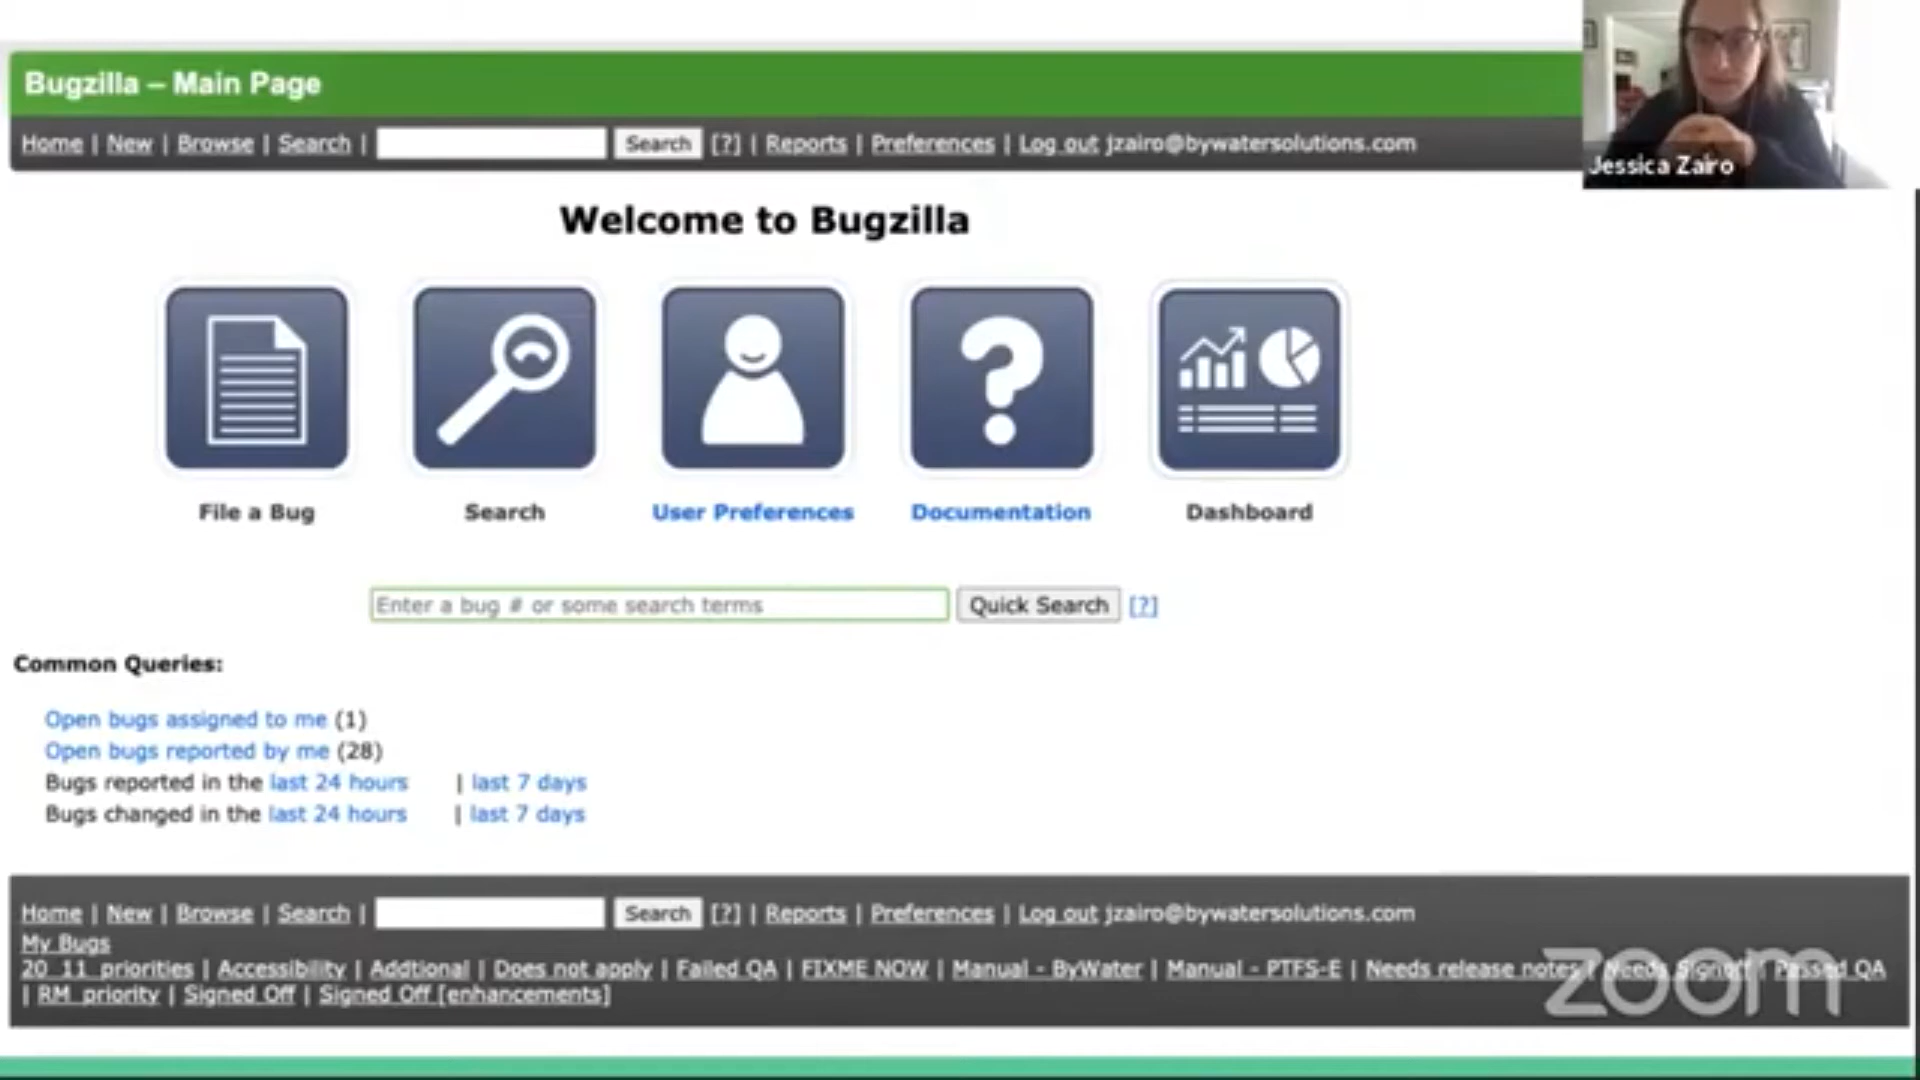 Bugzilla – Main Page
Home | New | Browse | Search | Search [?] | Reports | Preferences | Log out jzairo@bywatersolutions.com
Jessica Zairo
Welcome to Bugzilla
File a Bug Search User Preferences Documentation Dashboard
Enter a bug # or some search terms Quick Search [?]
Common Queries:
Open bugs assigned to me (1)
Open bugs reported by me (28)
Bugs reported in the last 24 hours | last 7 days
Bugs changed in the last 24 hours | last 7 days
Home | New | Browse | Search | Search [?] | Reports | Preferences | Log out jzairo@bywatersolutions.com
My Bugs
20_11_priorities | Accessibility | Addtional | Does not apply | Failed QA | FIXME NOW | Manual - ByWater | Manual - PTFS-E | Needs release notes | Needs Signoff | Passed QA
| RM_priority | Signed Off | Signed Off [enhancements]
zoom